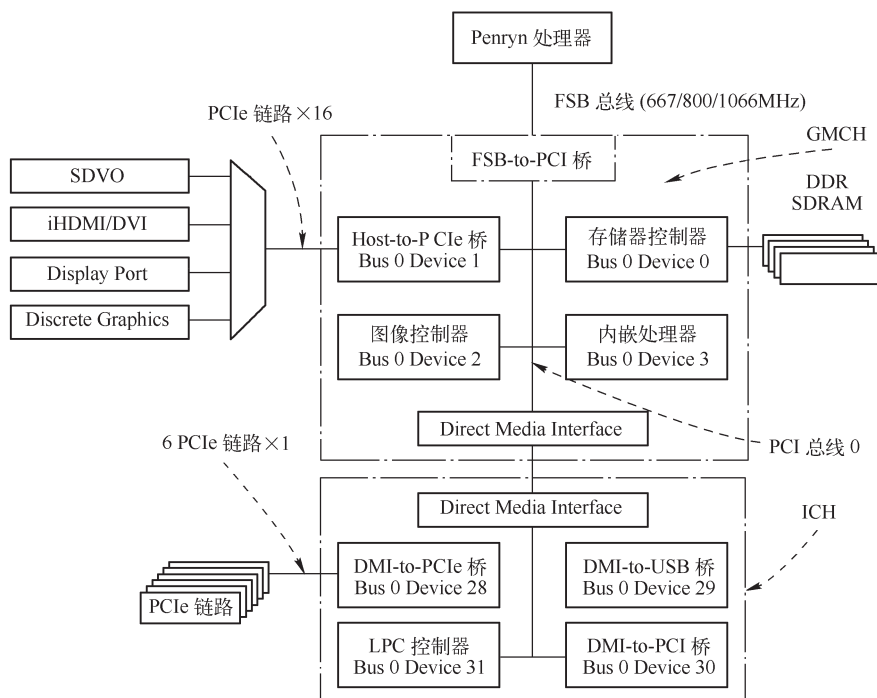 Penryn 处理器
FSB 总线 (667/800/1066MHz)
PCIe 链路×16
GMCH
FSB-to-PCI 桥
SDVO
iHDMI/DVI
Display Port
Discrete Graphics
Host-to-P CIe 桥
Bus 0 Device 1
存储器控制器
Bus 0 Device 0
DDR
SDRAM
图像控制器
Bus 0 Device 2
内嵌处理器
Bus 0 Device 3
Direct Media Interface
PCI 总线 0
6 PCIe 链路×1
Direct Media Interface
ICH
DMI-to-PCIe 桥
Bus 0 Device 28
DMI-to-USB 桥
Bus 0 Device 29
PCIe 链路
LPC 控制器
Bus 0 Device 31
DMI-to-PCI 桥
Bus 0 Device 30